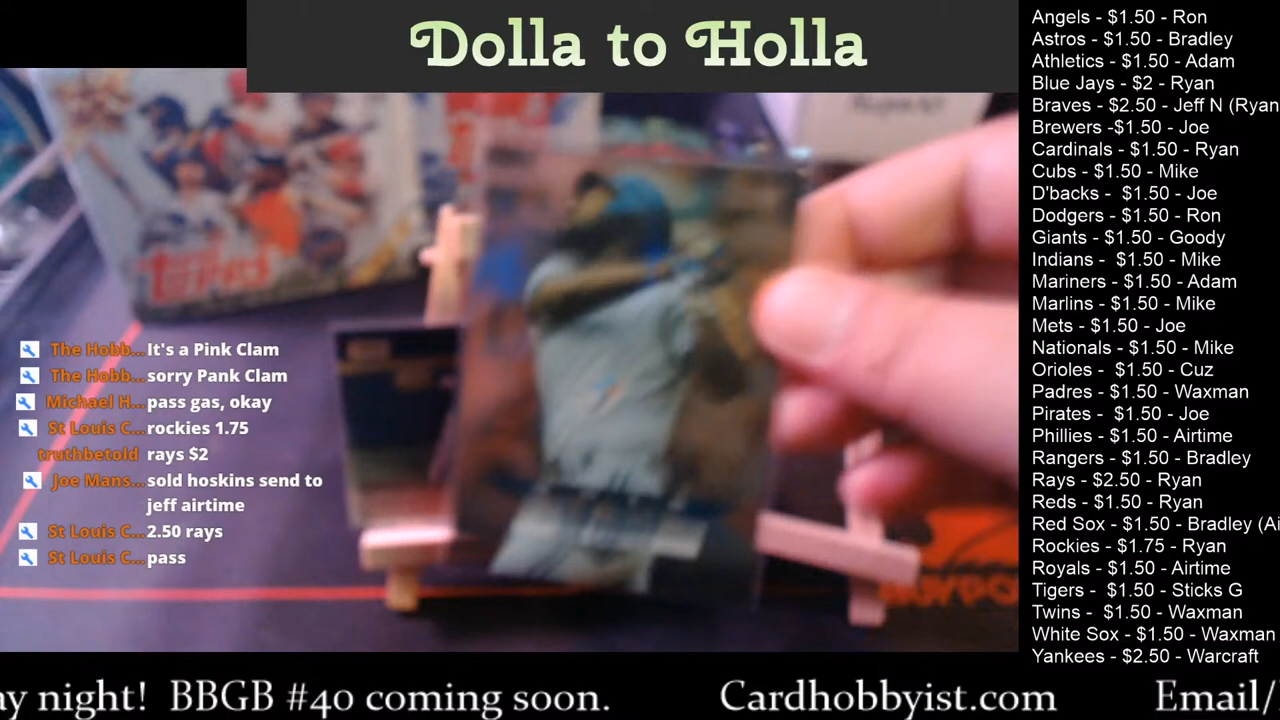 Dolla to Holla
Angels - $1.50 - Ron
Astros - $1.50 - Bradley
Athletics - $1.50 - Adam
Blue Jays - $2 - Ryan
Braves - $2.50 - Jeff N (Ryan
Brewers -$1.50 - Joe
Cardinals - $1.50 - Ryan
Cubs - $1.50 - Mike
D'backs - $1.50 - Joe
Dodgers - $1.50 - Ron
Giants - $1.50 - Goody
Indians - $1.50 - Mike
Mariners - $1.50 - Adam
Marlins - $1.50 - Mike
Mets - $1.50 - Joe
Nationals - $1.50 - Mike
Orioles - $1.50 - Cuz
Padres - $1.50 - Waxman
Pirates - $1.50 - Joe
Phillies - $1.50 - Airtime
Rangers - $1.50 - Bradley
Rays - $2.50 - Ryan
Reds - $1.50 - Ryan
Red Sox - $1.50 - Bradley (Ai
Rockies - $1.75 - Ryan
Royals - $1.50 - Airtime
Tigers - $1.50 - Sticks G
Twins - $1.50 - Waxman
White Sox - $1.50 - Waxman
Yankees - $2.50 - Warcraft
topps
The Hobb... It's a Pink Clam
The Hobb... sorry Pank Clam
Michael H... pass gas, okay
St Louis C... rockies 1.75
truthbetold rays $2
Joe Mans... sold hoskins send to
jeff airtime
St Louis C... 2.50 rays
St Louis C... pass
ay night! BBGB #40 coming soon. Cardhobbyist.com Email/